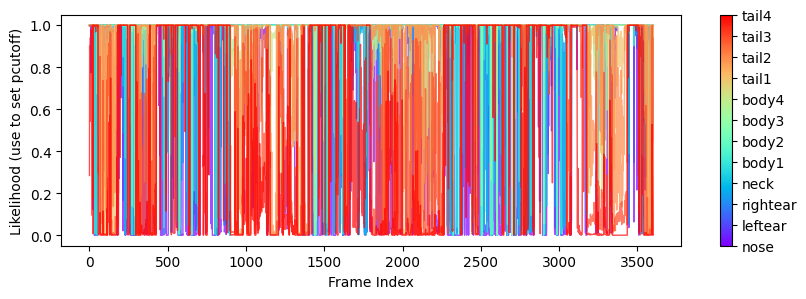 Likelihood (use to set pcutoff)
1.0
0.8
0.6
0.4
0.2
0.0
0 500 1000 1500 2000 2500 3000 3500
Frame Index
tail4
tail3
tail2
tail1
body4
body3
body2
body1
neck
rightear
leftear
nose